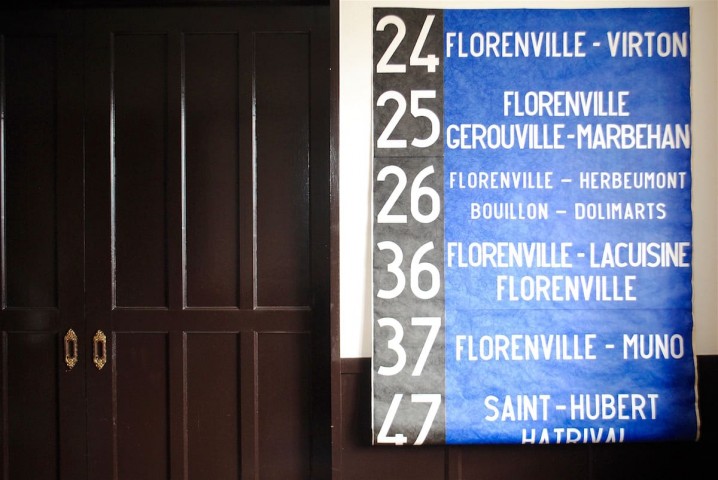 24 FLORENVILLE - VIRTON
25 FLORENVILLE
GEROUVILLE - MARBEHAN
26 FLORENVILLE - HERBEUMONT
BOUILLON - DOLIMARTS
36 FLORENVILLE - LACUISINE
FLORENVILLE
37 FLORENVILLE - MUNO
47 SAINT - HUBERT
HATRIVAL